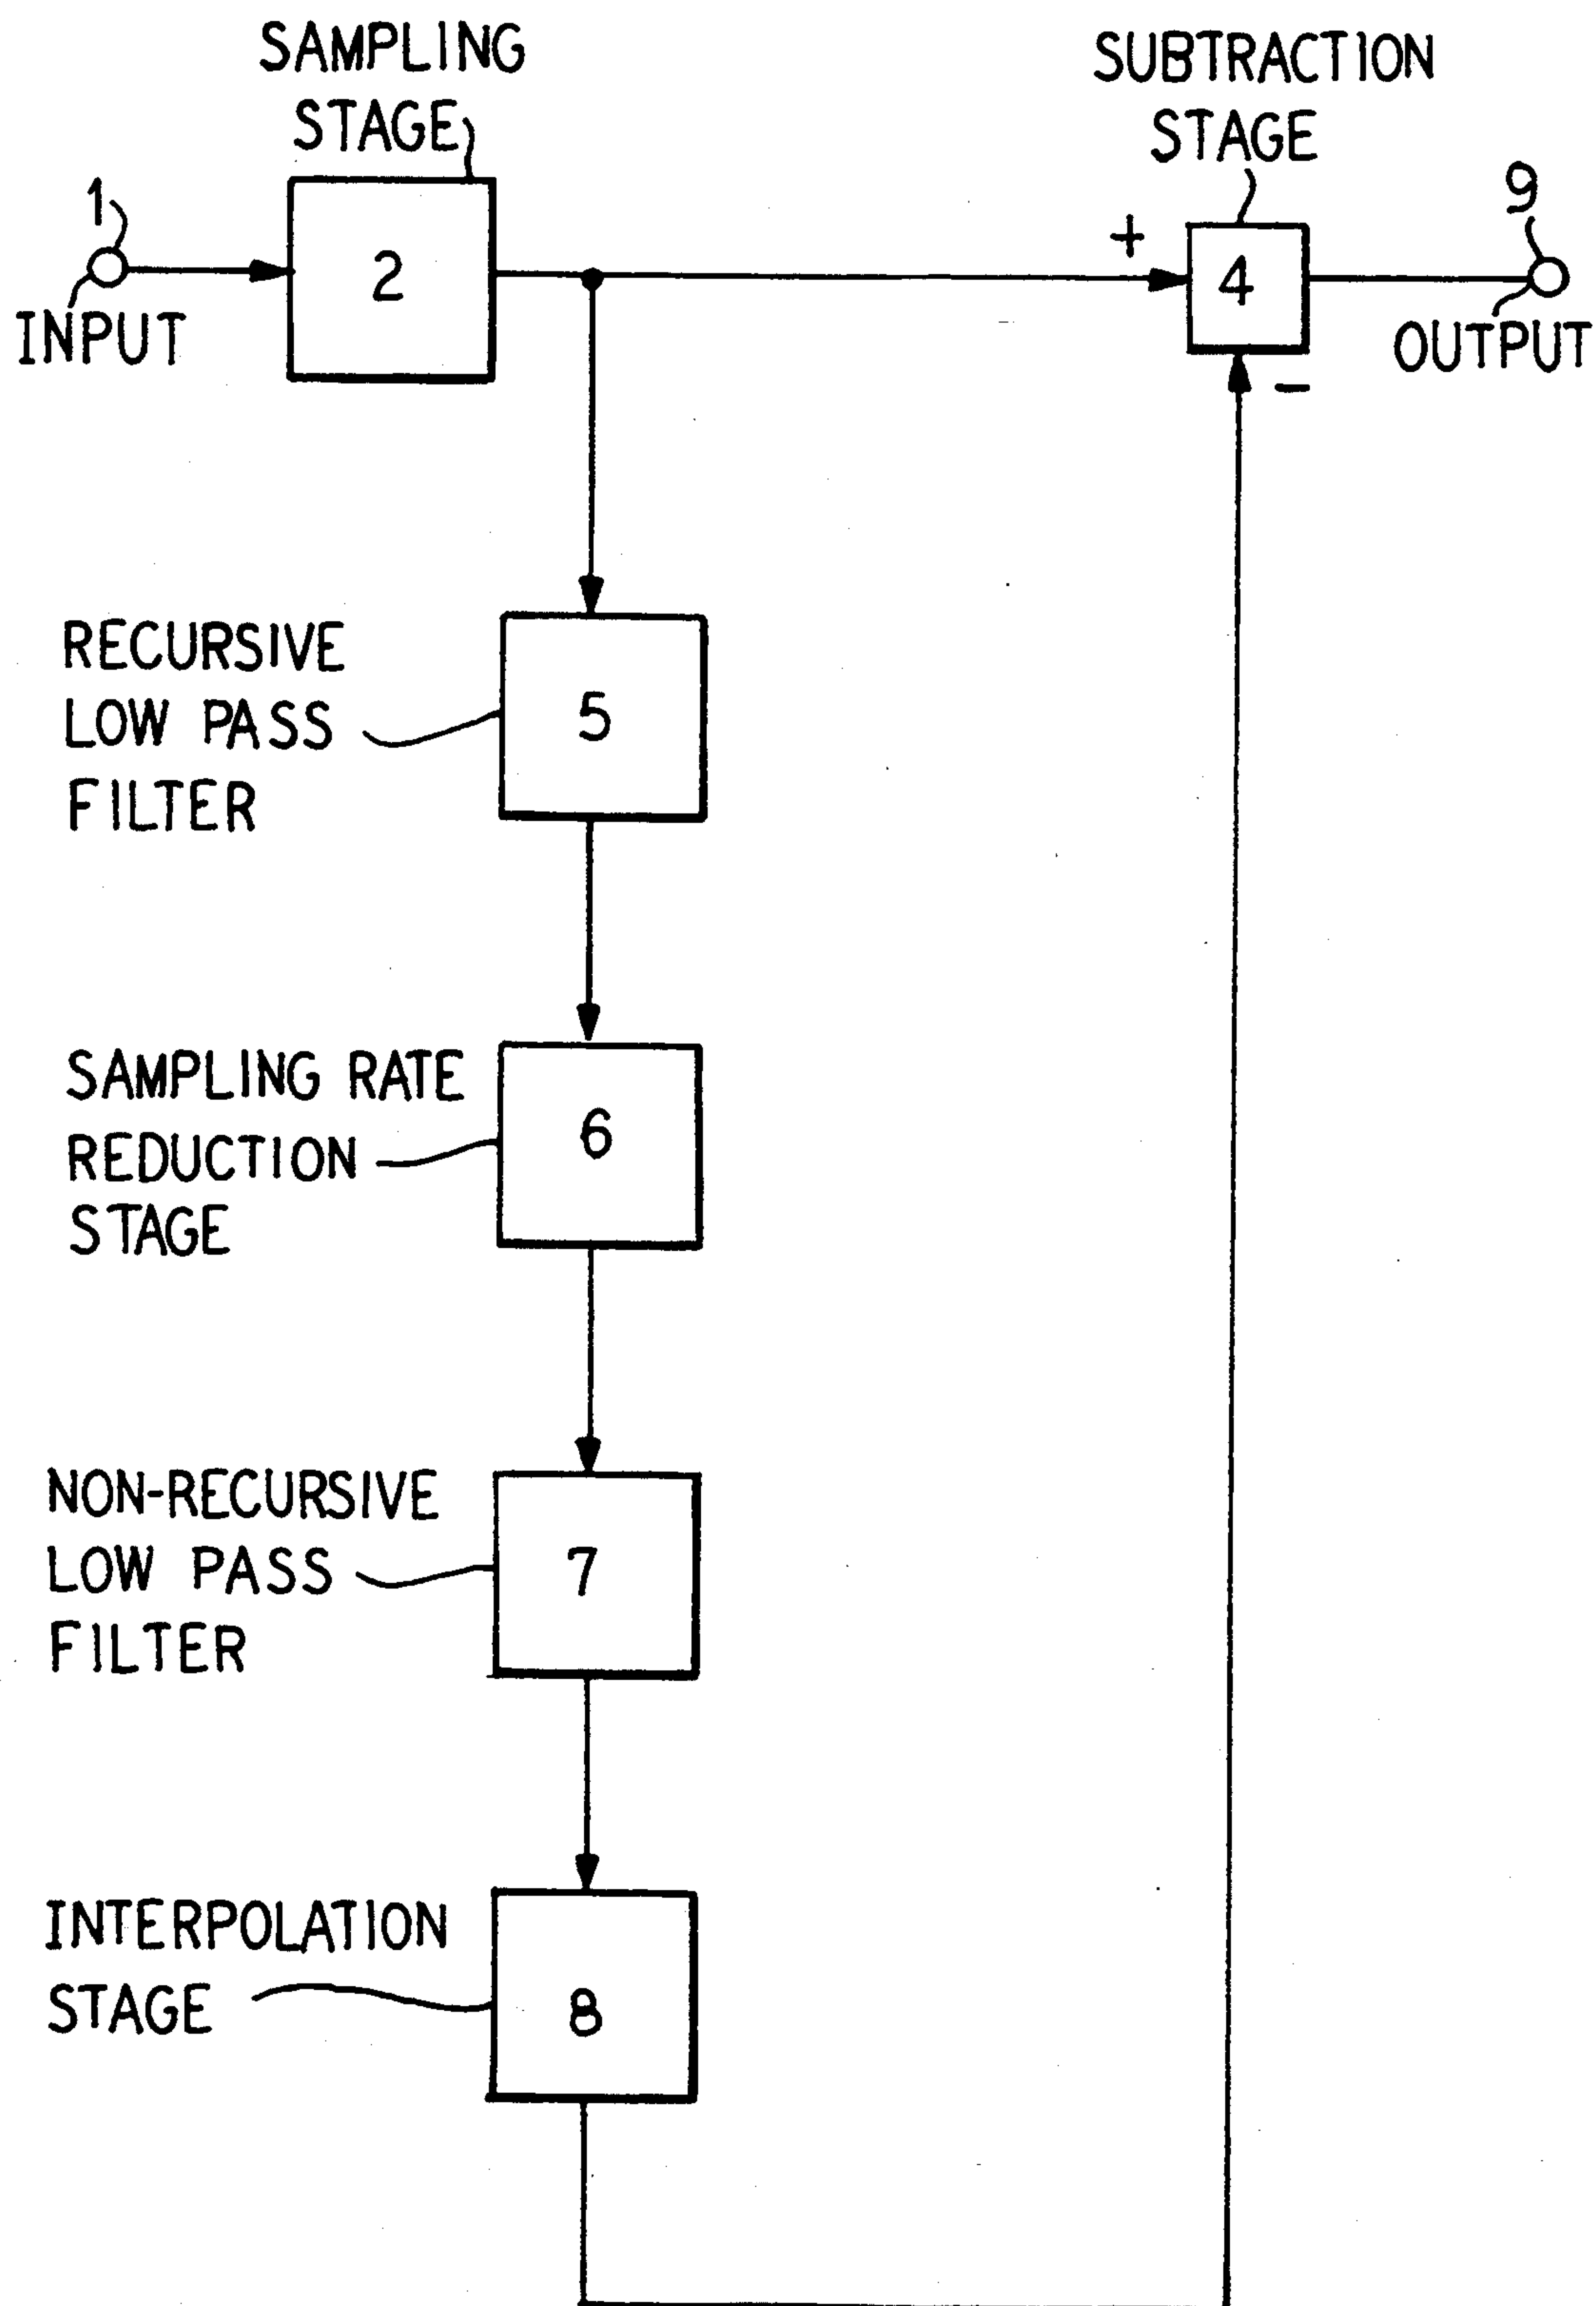 SAMPLING
STAGE
SUBTRACTION
STAGE
1
9
2
+
4
INPUT
OUTPUT
−
RECURSIVE
LOW PASS
FILTER
5
SAMPLING RATE
REDUCTION
STAGE
6
NON-RECURSIVE
LOW PASS
FILTER
7
INTERPOLATION
STAGE
8